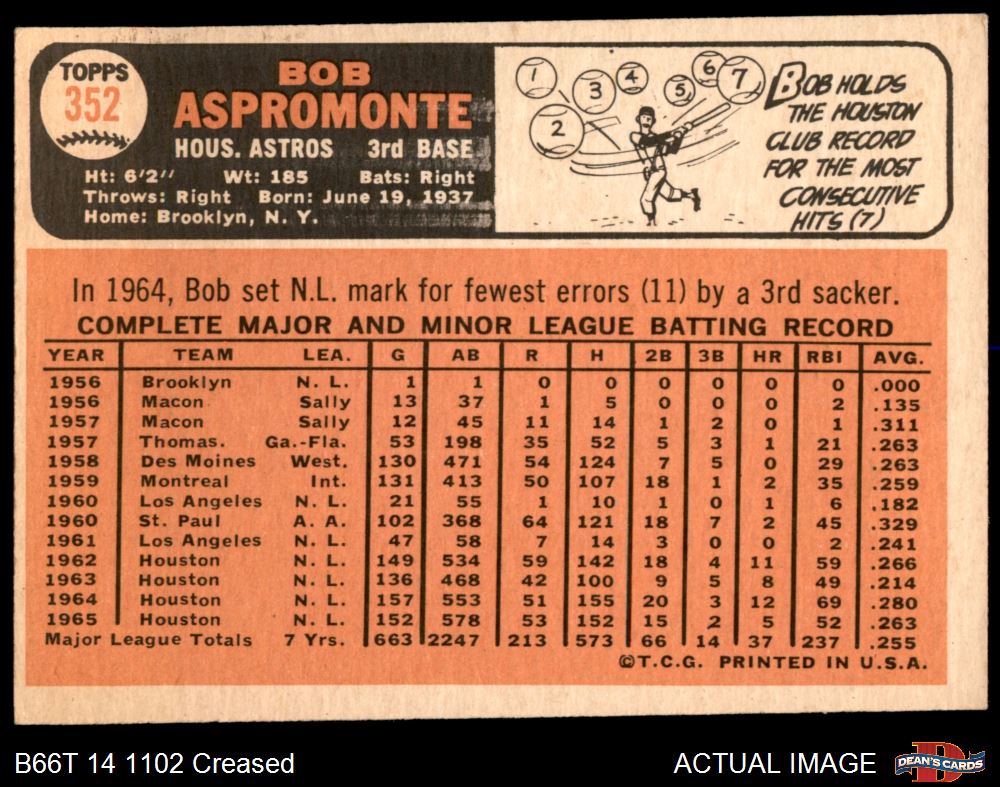 TOPPS
352
BOB
ASPROMONTE
HOUS. ASTROS 3rd BASE
Ht: 6'2" Wt: 185 Bats: Right
Throws: Right Born: June 19, 1937
Home: Brooklyn, N. Y.
1 2 3 4 5 6 7
BOB HOLDS
THE HOUSTON
CLUB RECORD
FOR THE MOST
CONSECUTIVE
HITS (7)
In 1964, Bob set N.L. mark for fewest errors (11) by a 3rd sacker.
COMPLETE MAJOR AND MINOR LEAGUE BATTING RECORD
YEAR TEAM LEA. G AB R H 2B 3B HR RBI AVG.
1956 Brooklyn N. L. 1 1 0 0 0 0 0 0 .000
1956 Macon Sally 13 37 1 5 0 0 0 2 .135
1957 Macon Sally 12 45 11 14 1 2 0 1 .311
1957 Thomas. Ga.-Fla. 53 198 35 52 5 3 1 21 .263
1958 Des Moines West. 130 471 54 124 7 5 0 29 .263
1959 Montreal Int. 131 413 50 107 18 1 2 35 .259
1960 Los Angeles N. L. 21 55 1 10 1 0 1 6 .182
1960 St. Paul A. A. 102 368 64 121 18 7 2 45 .329
1961 Los Angeles N. L. 47 58 7 14 3 0 0 2 .241
1962 Houston N. L. 149 534 59 142 18 4 11 59 .266
1963 Houston N. L. 136 468 42 100 9 5 8 49 .214
1964 Houston N. L. 157 553 51 155 20 3 12 69 .280
1965 Houston N. L. 152 578 53 152 15 2 5 52 .263
Major League Totals 7 Yrs. 663 2247 213 573 66 14 37 237 .255
©T.C.G. PRINTED IN U.S.A.
B66T 14 1102 Creased
ACTUAL IMAGE
D
DEAN'S CARDS